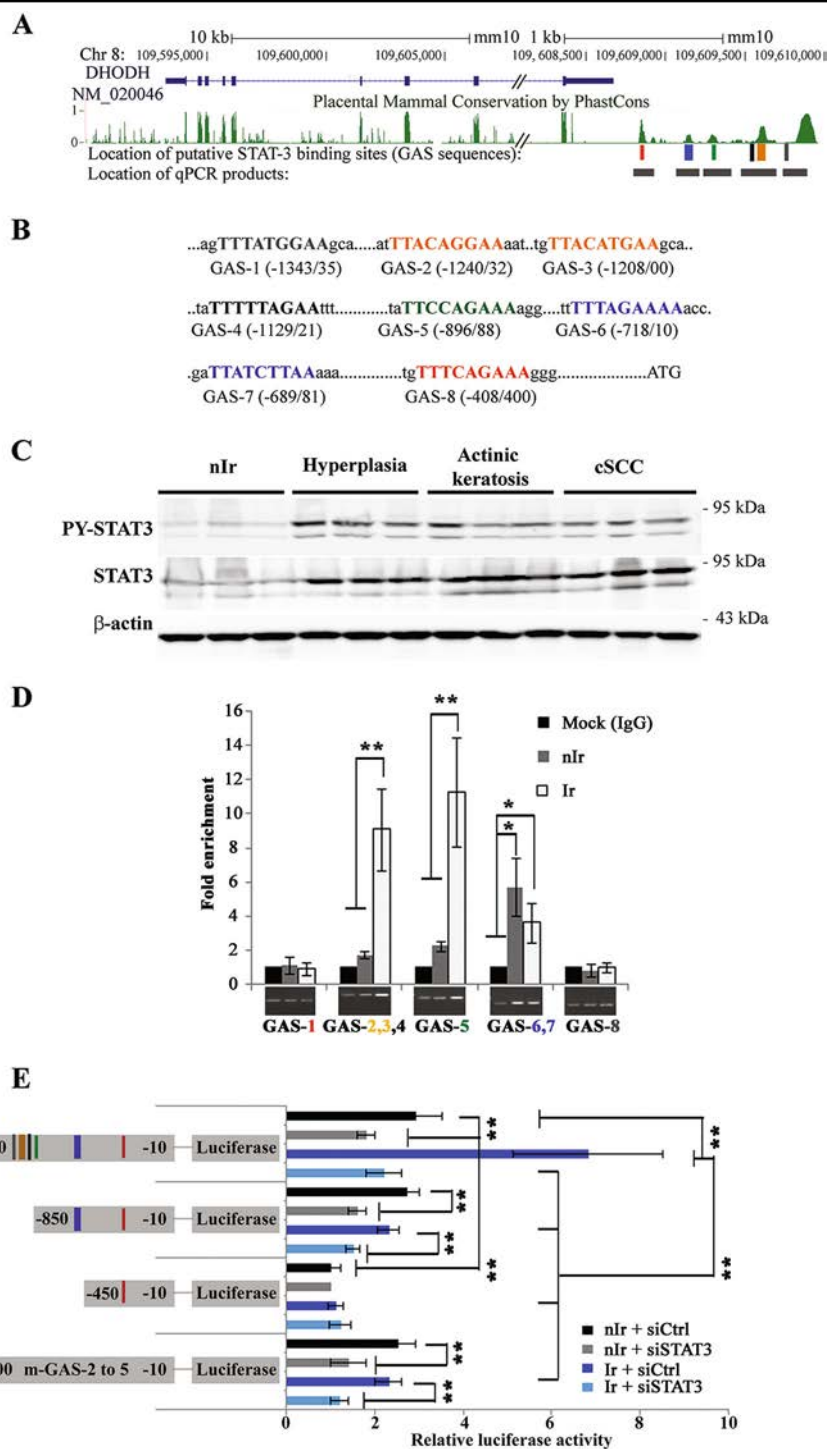 A
10 kb mm10 1 kb mm10
Chr 8: 109,595,000 109,600,000 109,605,000 109,608,500 109,609,000 109,609,500 109,610,000
DHODH
NM_020046
Placental Mammal Conservation by PhastCons
1
0
Location of putative STAT-3 binding sites (GAS sequences):
Location of qPCR products:
B
...agTTTATGGAAgca.....atTTACAGGAAaat..tgTTACATGAAgca..
GAS-1 (-1343/35) GAS-2 (-1240/32) GAS-3 (-1208/00)
..taTTTTTAGAAttt...........taTTCCAGAAAagg....ttTTTAGAAAAacc.
GAS-4 (-1129/21) GAS-5 (-896/88) GAS-6 (-718/10)
.gaTTATCTTAAaaa..............tgTTTCAGAAAggg....................ATG
GAS-7 (-689/81) GAS-8 (-408/400)
C
nIr Hyperplasia Actinic keratosis cSCC
PY-STAT3 - 95 kDa
STAT3 - 95 kDa
β-actin - 43 kDa
D
Fold enrichment
16
14
12
10
8
6
4
2
0
** ** * *
Mock (IgG)
nIr
Ir
GAS-1 GAS-2,3,4 GAS-5 GAS-6,7 GAS-8
E
0 -10 Luciferase
-850 -10 Luciferase
-450 -10 Luciferase
00 m-GAS-2 to 5 -10 Luciferase
** ** ** ** ** ** ** **
nIr + siCtrl
nIr + siSTAT3
Ir + siCtrl
Ir + siSTAT3
0 2 4 6 8 10
Relative luciferase activity